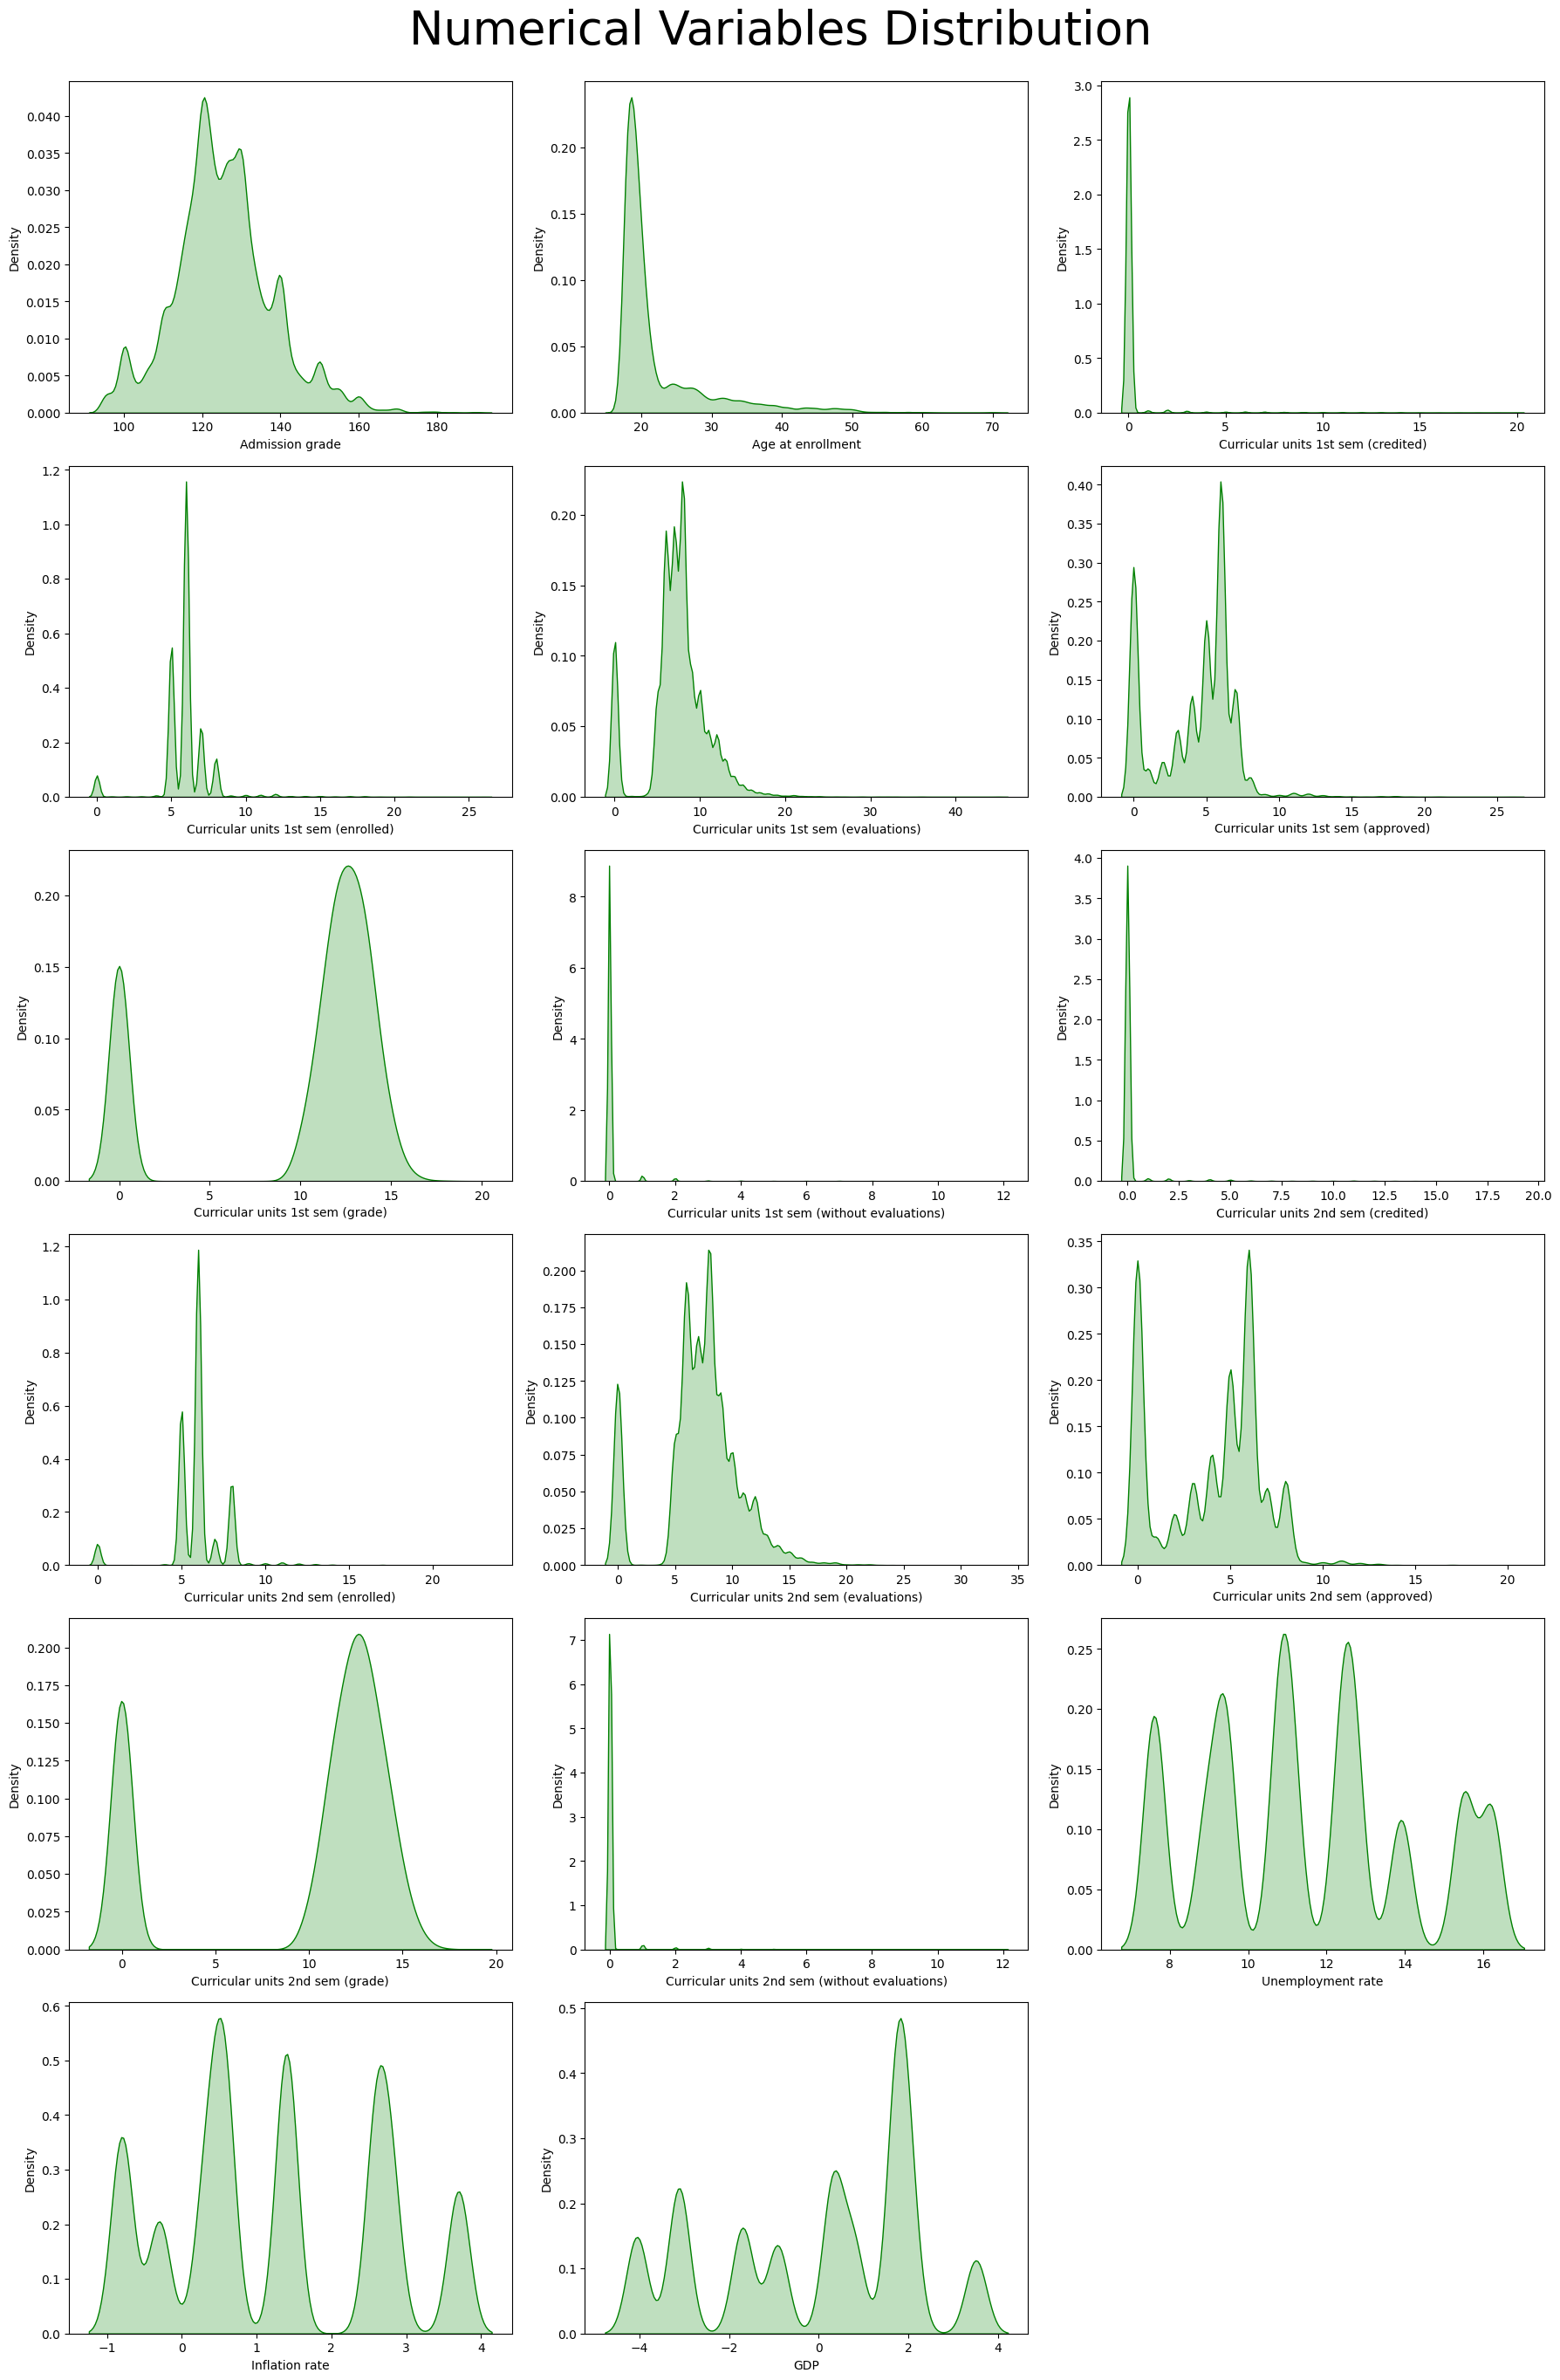 Numerical Variables Distribution
Density
0.040
0.035
0.030
0.025
0.020
0.015
0.010
0.005
0.000
100 120 140 160 180
Admission grade
Density
0.20
0.15
0.10
0.05
0.00
20 30 40 50 60 70
Age at enrollment
Density
3.0
2.5
2.0
1.5
1.0
0.5
0.0
0 5 10 15 20
Curricular units 1st sem (credited)
Density
1.2
1.0
0.8
0.6
0.4
0.2
0.0
0 5 10 15 20 25
Curricular units 1st sem (enrolled)
Density
0.20
0.15
0.10
0.05
0.00
0 10 20 30 40
Curricular units 1st sem (evaluations)
Density
0.40
0.35
0.30
0.25
0.20
0.15
0.10
0.05
0.00
0 5 10 15 20 25
Curricular units 1st sem (approved)
Density
0.20
0.15
0.10
0.05
0.00
0 5 10 15 20
Curricular units 1st sem (grade)
Density
8
6
4
2
0
0 2 4 6 8 10 12
Curricular units 1st sem (without evaluations)
Density
4.0
3.5
3.0
2.5
2.0
1.5
1.0
0.5
0.0
0.0 2.5 5.0 7.5 10.0 12.5 15.0 17.5 20.0
Curricular units 2nd sem (credited)
Density
1.2
1.0
0.8
0.6
0.4
0.2
0.0
0 5 10 15 20
Curricular units 2nd sem (enrolled)
Density
0.200
0.175
0.150
0.125
0.100
0.075
0.050
0.025
0.000
0 5 10 15 20 25 30 35
Curricular units 2nd sem (evaluations)
Density
0.35
0.30
0.25
0.20
0.15
0.10
0.05
0.00
0 5 10 15 20
Curricular units 2nd sem (approved)
Density
0.200
0.175
0.150
0.125
0.100
0.075
0.050
0.025
0.000
0 5 10 15 20
Curricular units 2nd sem (grade)
Density
7
6
5
4
3
2
1
0
0 2 4 6 8 10 12
Curricular units 2nd sem (without evaluations)
Density
0.25
0.20
0.15
0.10
0.05
0.00
8 10 12 14 16
Unemployment rate
Density
0.6
0.5
0.4
0.3
0.2
0.1
0.0
−1 0 1 2 3 4
Inflation rate
Density
0.5
0.4
0.3
0.2
0.1
0.0
−4 −2 0 2 4
GDP